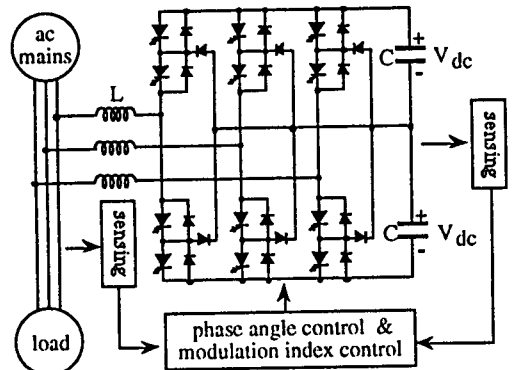 ac
mains
L
C
+
V dc
-
sensing
sensing
C
+
V dc
-
load
phase angle control &
modulation index control